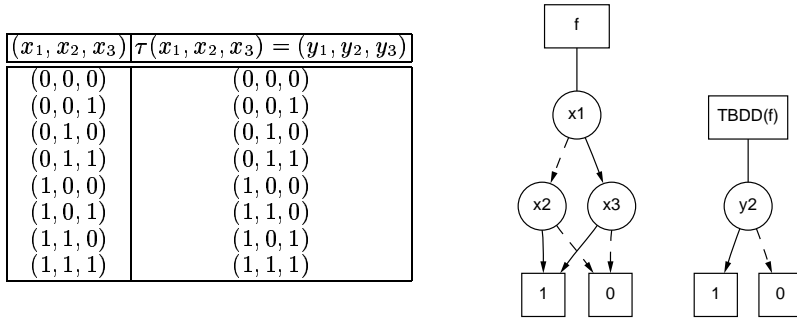 (x₁, x₂, x₃) τ(x₁, x₂, x₃) = (y₁, y₂, y₃)
(0, 0, 0) (0, 0, 0)
(0, 0, 1) (0, 0, 1)
(0, 1, 0) (0, 1, 0)
(0, 1, 1) (0, 1, 1)
(1, 0, 0) (1, 0, 0)
(1, 0, 1) (1, 1, 0)
(1, 1, 0) (1, 0, 1)
(1, 1, 1) (1, 1, 1)
f
x1
x2 x3
1 0
TBDD(f)
y2
1 0